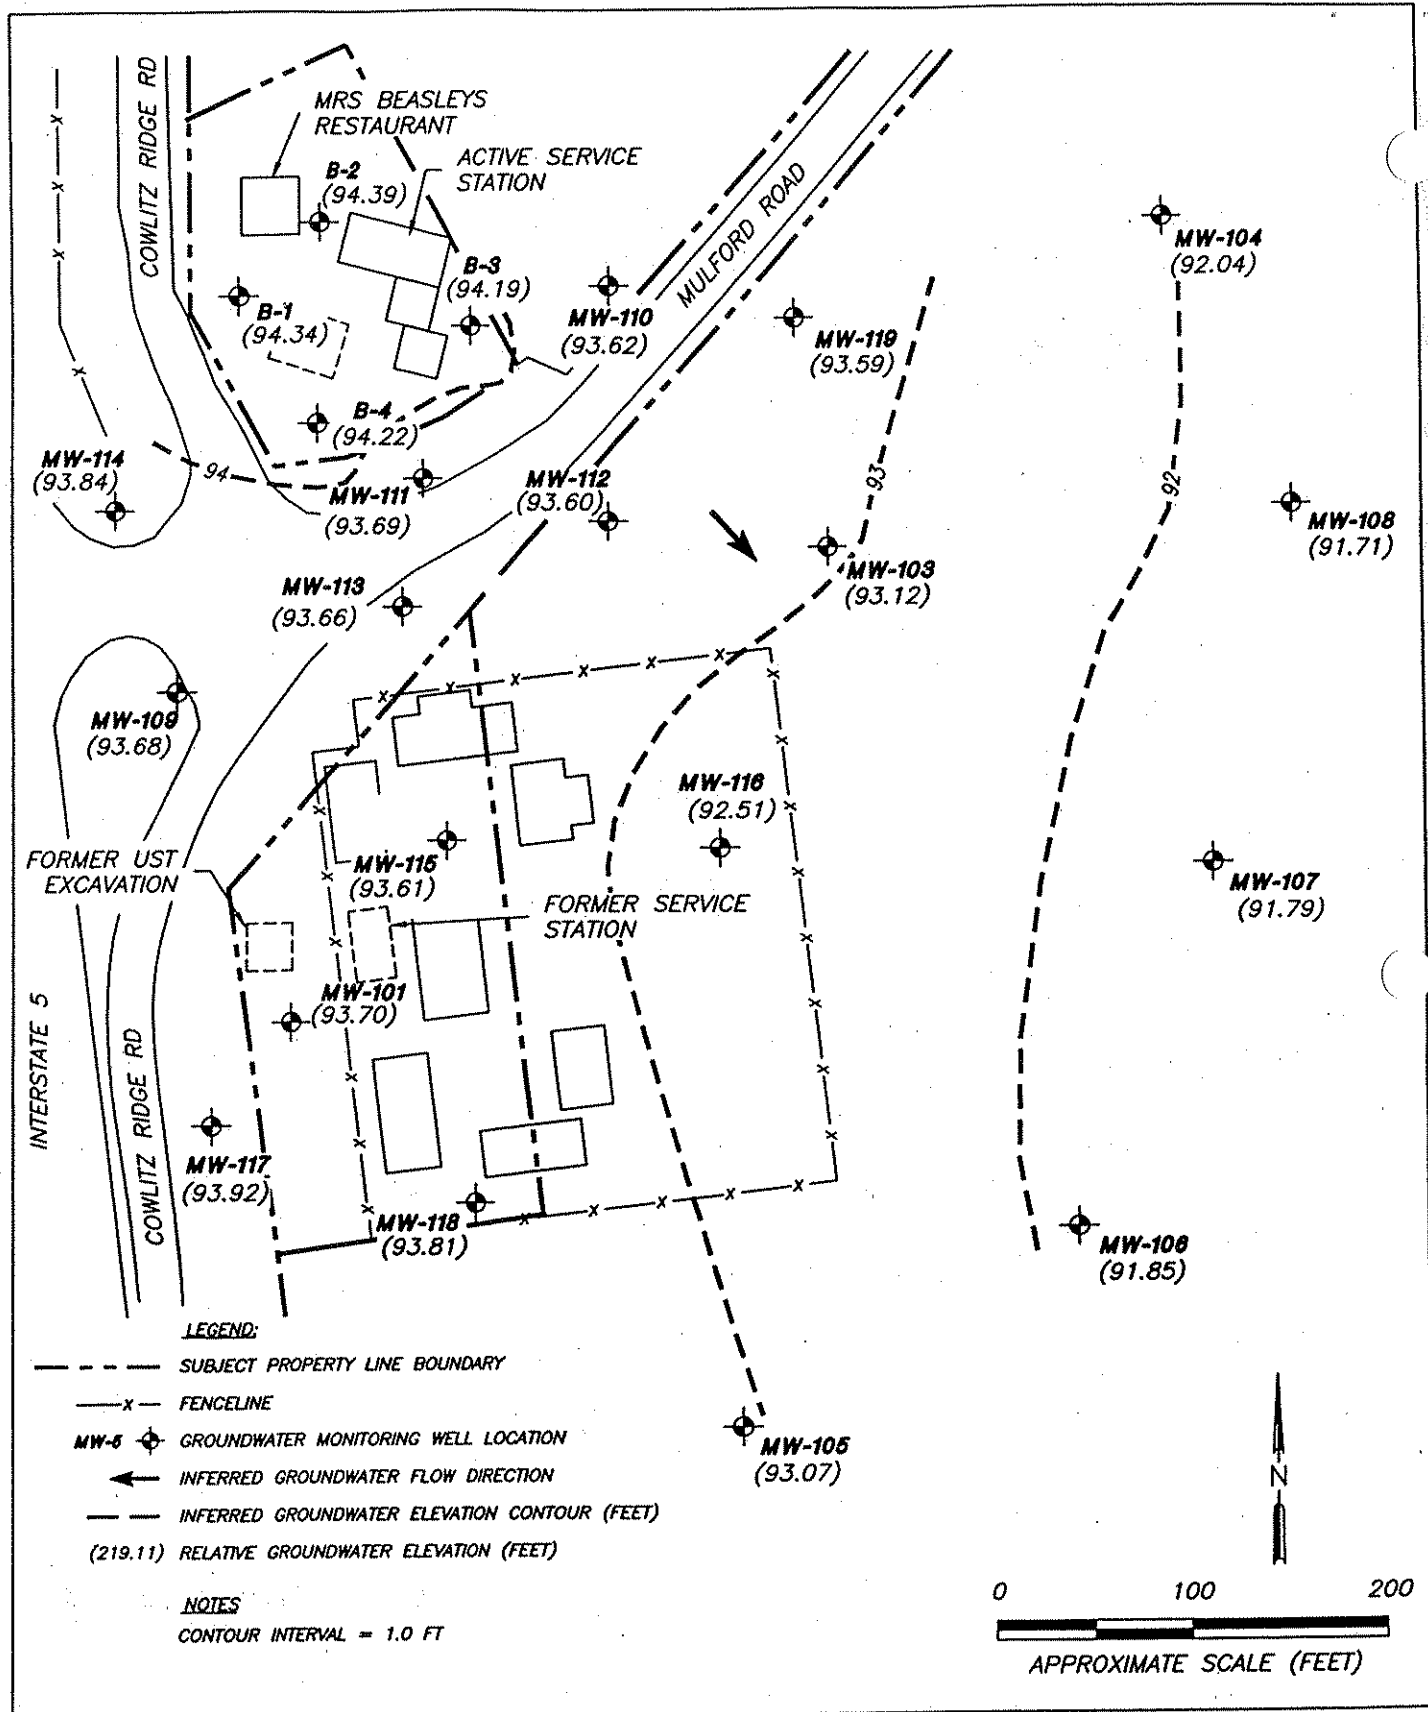 COWLITZ RIDGE RD
MRS BEASLEYS
RESTAURANT
ACTIVE SERVICE
STATION
B-2
(94.39)
MULFORD ROAD
MW-104
(92.04)
B-3
(94.19)
B-1
(94.34)
MW-110
(93.62)
MW-119
(93.59)
B-4
(94.22)
MW-114
(93.84)
94
MW-111
(93.69)
MW-112
(93.60)
93
92
MW-108
(91.71)
MW-103
(93.12)
MW-113
(93.66)
MW-109
(93.68)
MW-116
(92.51)
FORMER UST
EXCAVATION
MW-115
(93.61)
MW-107
(91.79)
FORMER SERVICE
STATION
MW-101
(93.70)
INTERSTATE 5
COWLITZ RIDGE RD
MW-117
(93.92)
MW-118
(93.81)
MW-106
(91.85)
MW-105
(93.07)
LEGEND:
SUBJECT PROPERTY LINE BOUNDARY
X FENCELINE
MW-6 GROUNDWATER MONITORING WELL LOCATION
INFERRED GROUNDWATER FLOW DIRECTION
INFERRED GROUNDWATER ELEVATION CONTOUR (FEET)
(219.11) RELATIVE GROUNDWATER ELEVATION (FEET)
NOTES
CONTOUR INTERVAL = 1.0 FT
N
0 100 200
APPROXIMATE SCALE (FEET)